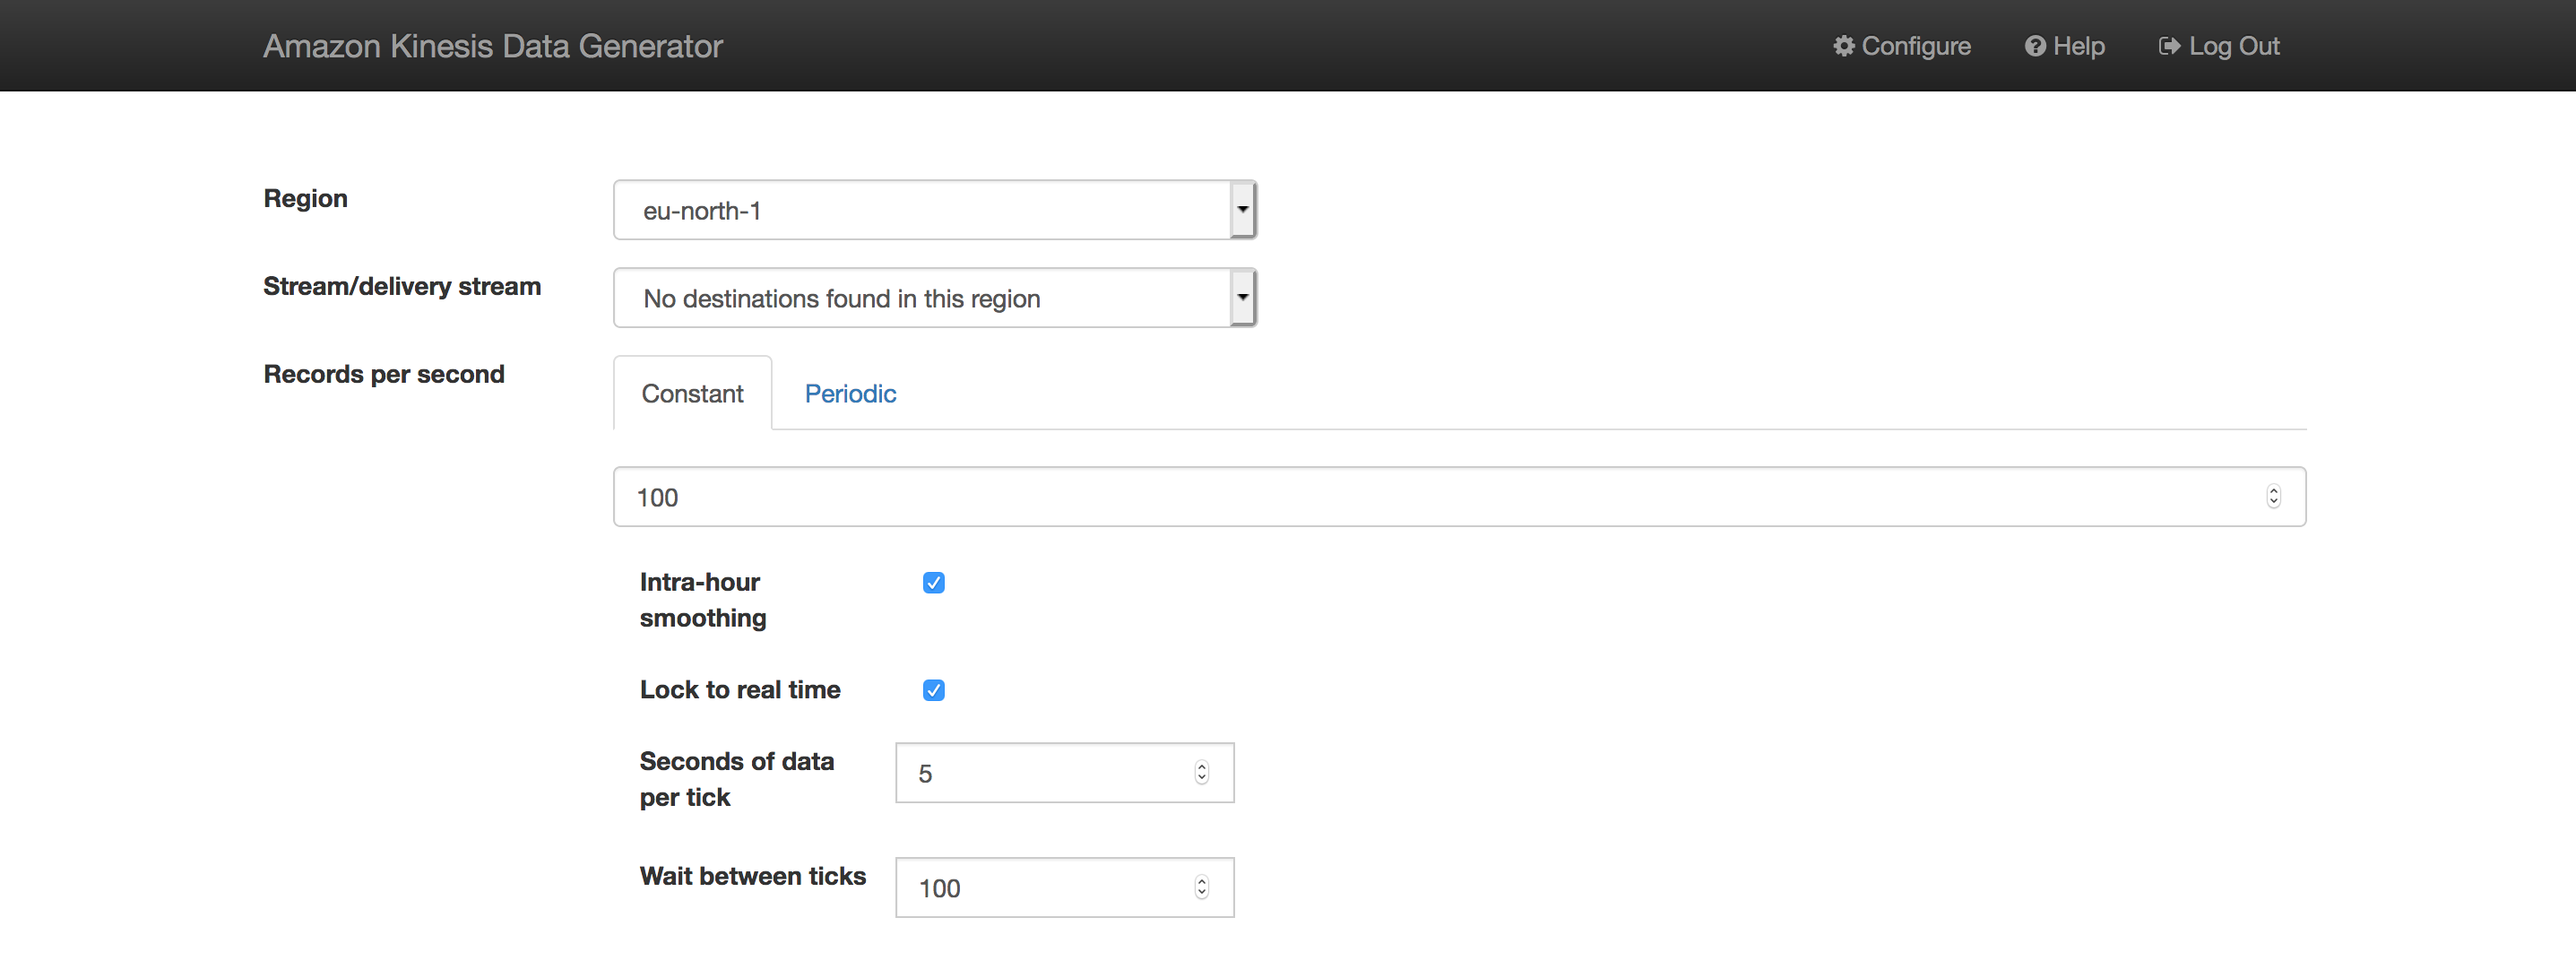 Amazon Kinesis Data Generator
Configure
Help
Log Out
Region
eu-north-1
Stream/delivery stream
No destinations found in this region
Records per second
Constant
Periodic
100
Intra-hour
smoothing
Lock to real time
Seconds of data
per tick
5
Wait between ticks
100